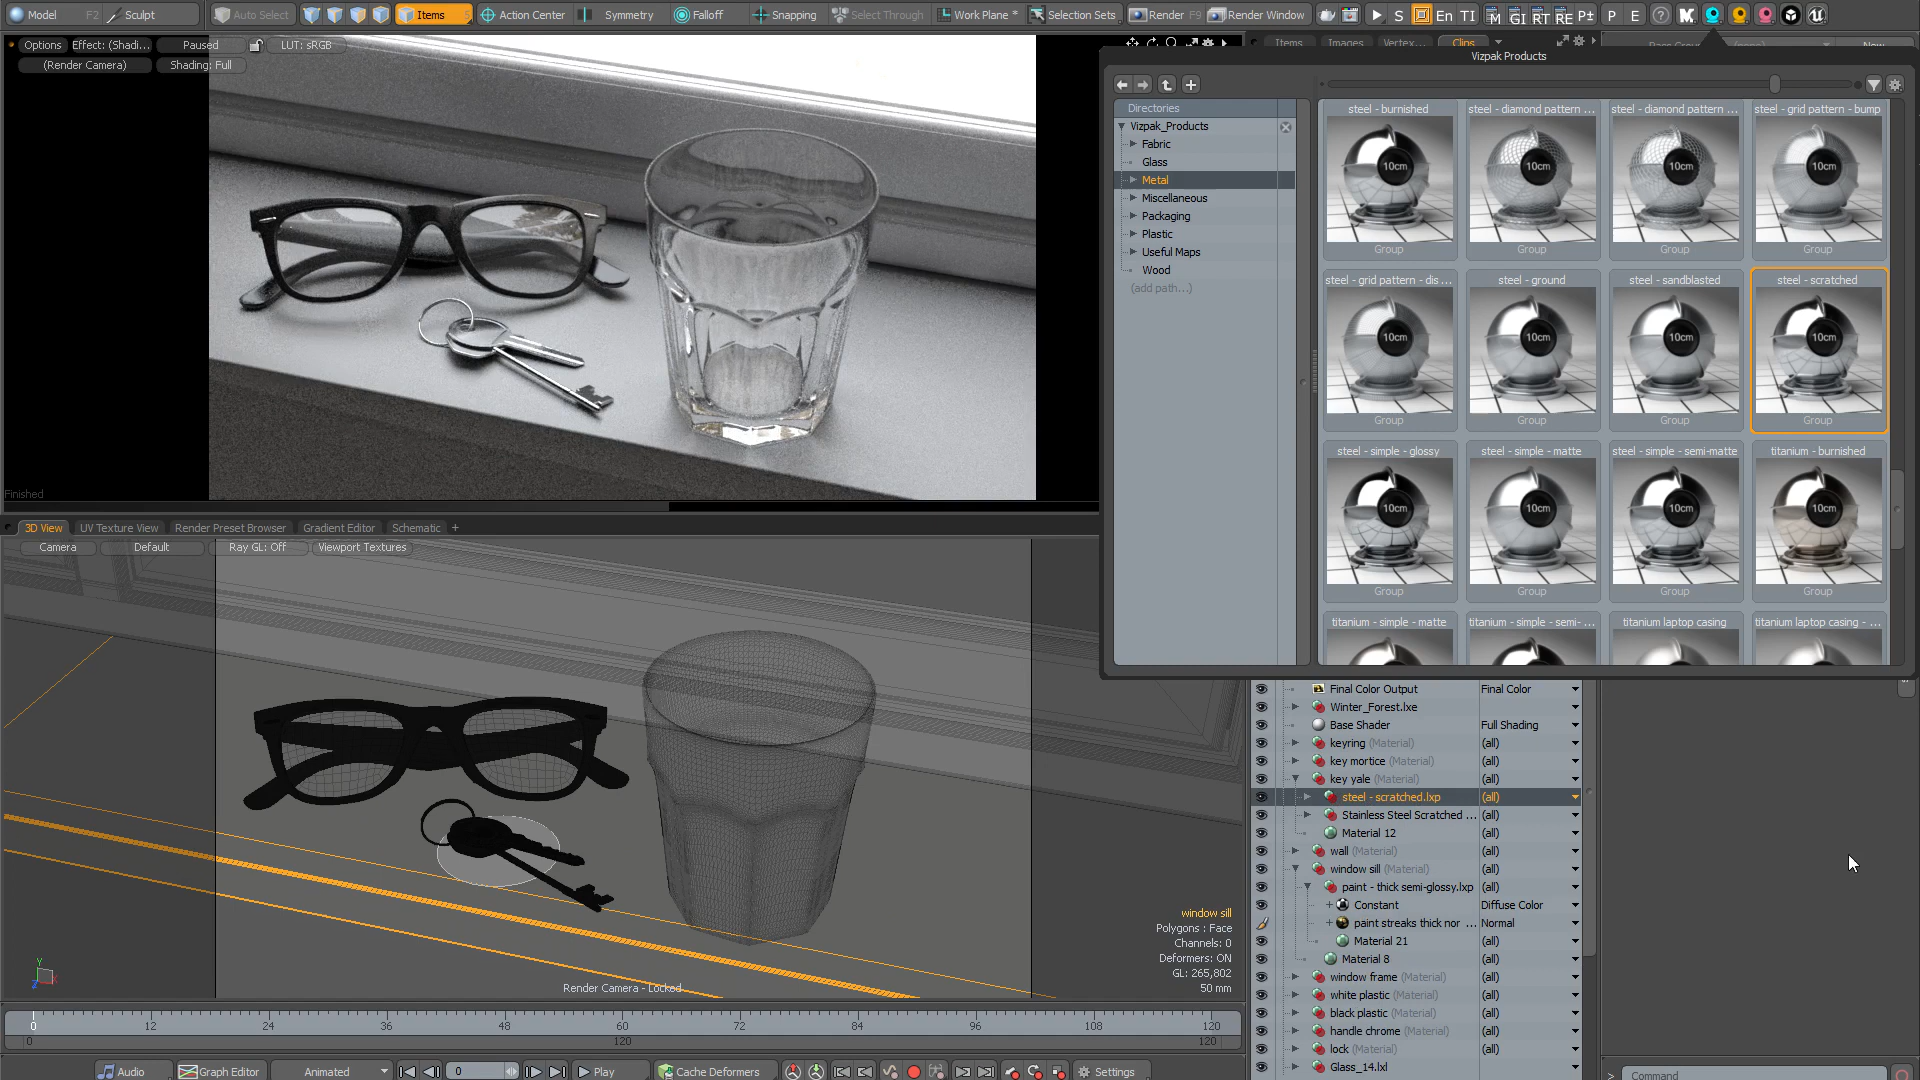 Model F2 Sculpt
Auto Select
Items 5
Action Center
Symmetry
Falloff
Snapping
Select Through
Work Plane *
Selection Sets
Render F9
Render Window
S
En TI
M GI RT RE P± P E
Options Effect: (Shadi... Paused LUT: sRGB
(Render Camera) Shading: Full
Finished
Items Images Vertex... Clips
New
Vizpak Products
Directories
Vizpak_Products
Fabric
Glass
Metal
Miscellaneous
Packaging
Plastic
Useful Maps
Wood
(add path...)
steel - burnished
10cm
Group
steel - diamond pattern ...
10cm
Group
steel - diamond pattern ...
10cm
Group
steel - grid pattern - bump
10cm
Group
steel - grid pattern - dis ...
10cm
Group
steel - ground
10cm
Group
steel - sandblasted
10cm
Group
steel - scratched
10cm
Group
steel - simple - glossy
10cm
Group
steel - simple - matte
10cm
Group
steel - simple - semi-matte
10cm
Group
titanium - burnished
10cm
Group
titanium - simple - matte
titanium - simple - semi- ...
titanium laptop casing
titanium laptop casing - ...
3D View UV Texture View Render Preset Browser Gradient Editor Schematic +
Camera Default Ray GL: Off Viewport Textures
window sill
Polygons : Face
Channels: 0
Deformers: ON
GL: 265,802
50 mm
Render Camera - Locked
Y
Final Color Output Final Color
Winter_Forest.lxe
Base Shader Full Shading
keyring (Material) (all)
key mortice (Material) (all)
key yale (Material) (all)
steel - scratched.lxp (all)
Stainless Steel Scratched ... (all)
Material 12 (all)
wall (Material) (all)
window sill (Material) (all)
paint - thick semi-glossy.lxp (all)
Constant Diffuse Color
paint streaks thick nor ... Normal
Material 21 (all)
Material 8 (all)
window frame (Material) (all)
white plastic (Material) (all)
black plastic (Material) (all)
handle chrome (Material) (all)
lock (Material) (all)
Glass_14.lxl
0 12 24 36 48 60 72 84 96 108 120
0 120 120
Audio
Graph Editor
Animated
0
Play
Cache Deformers
Settings
> Command